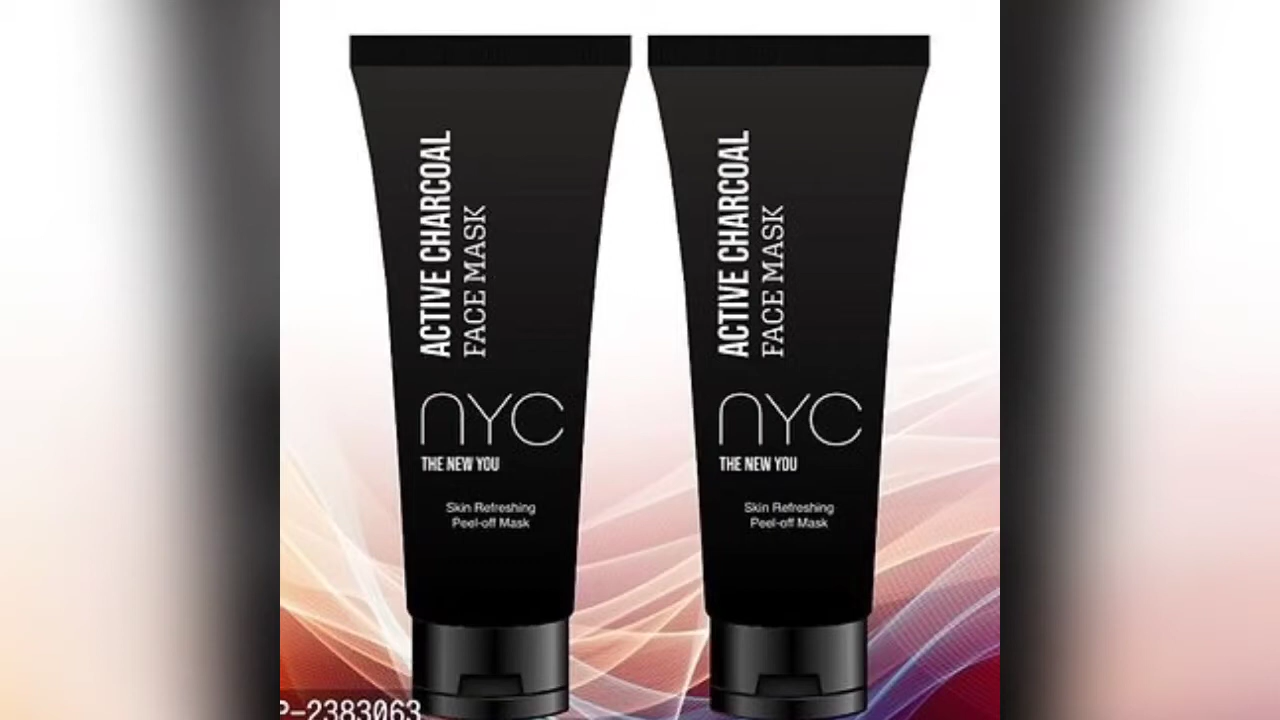 ACTIVE CHARCOAL
FACE MASK
NYC
THE NEW YOU
Skin Refreshing
Peel-off Mask
ACTIVE CHARCOAL
FACE MASK
NYC
THE NEW YOU
Skin Refreshing
Peel-off Mask
P-2383063